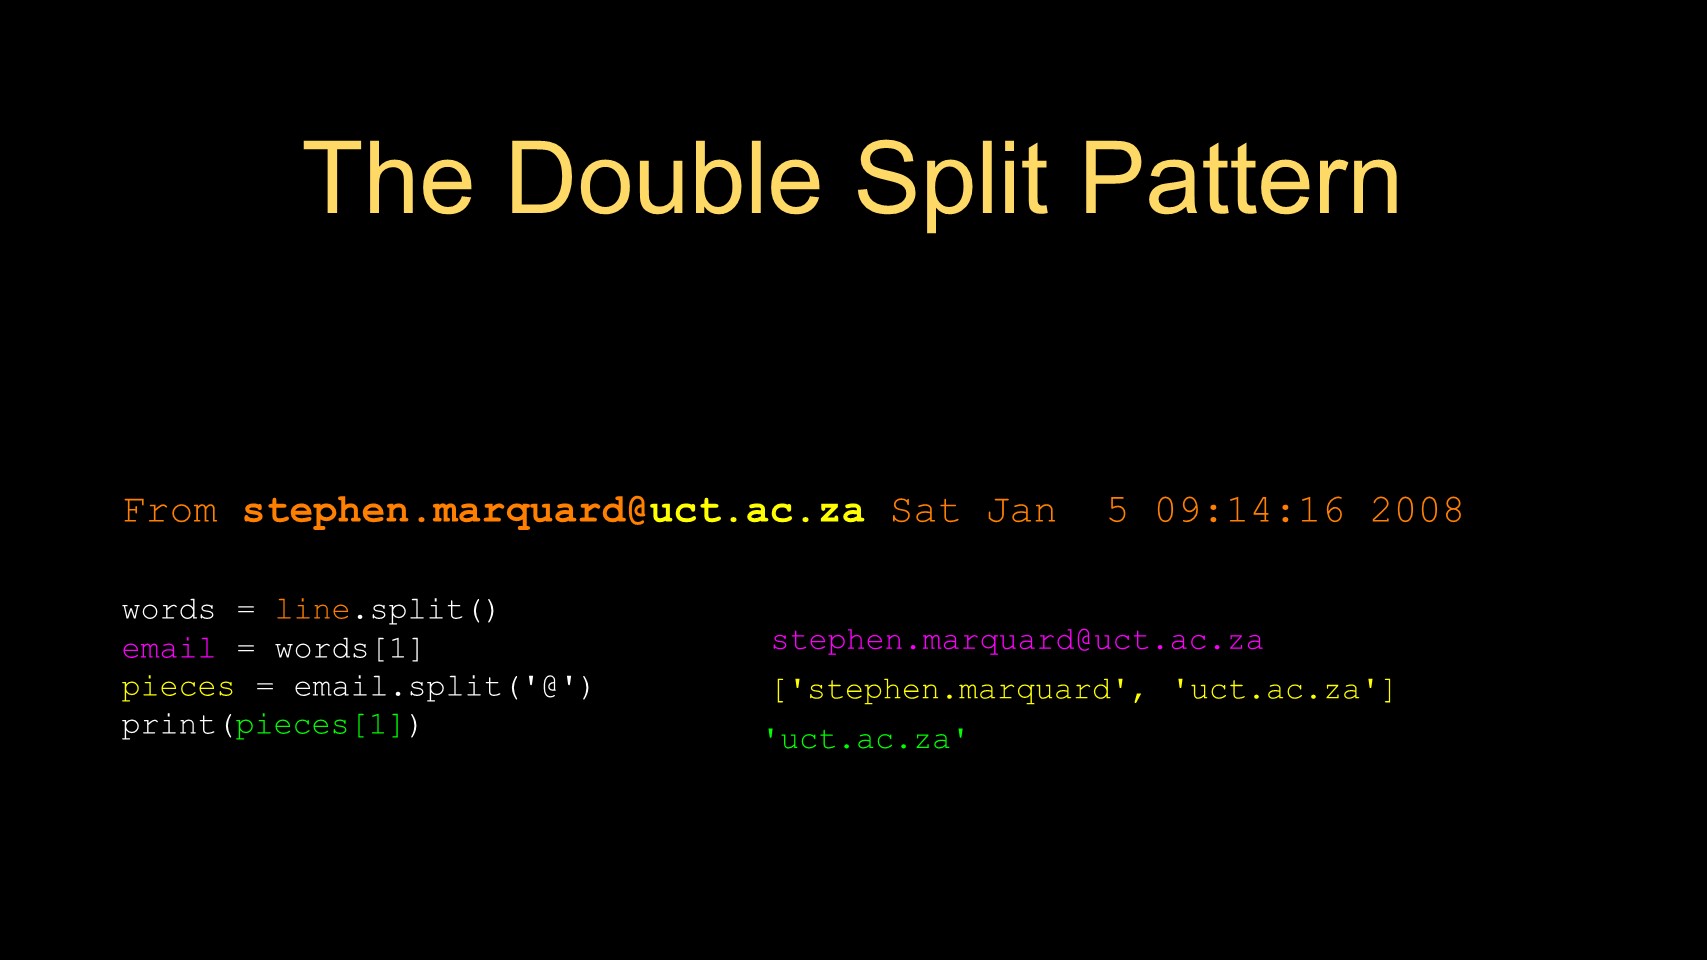 The Double Split Pattern
From stephen.marquard@uct.ac.za Sat Jan  5 09:14:16 2008
words = line.split()
email = words[1]
pieces = email.split('@')
print(pieces[1])
stephen.marquard@uct.ac.za
['stephen.marquard', 'uct.ac.za']
'uct.ac.za'